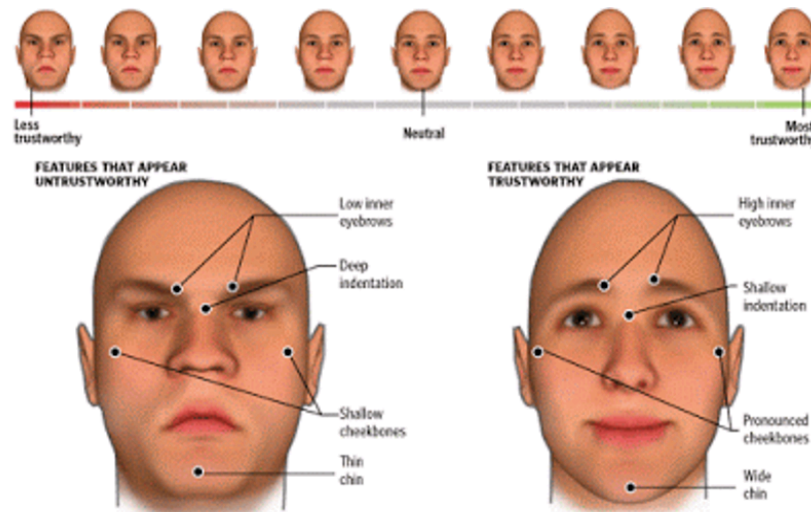 Less
trustworthy
Neutral
Most
trustworthy
FEATURES THAT APPEAR
UNTRUSTWORTHY
Low inner
eyebrows
Deep
indentation
Shallow
cheekbones
Thin
chin
FEATURES THAT APPEAR
TRUSTWORTHY
High inner
eyebrows
Shallow
indentation
Pronounced
cheekbones
Wide
chin